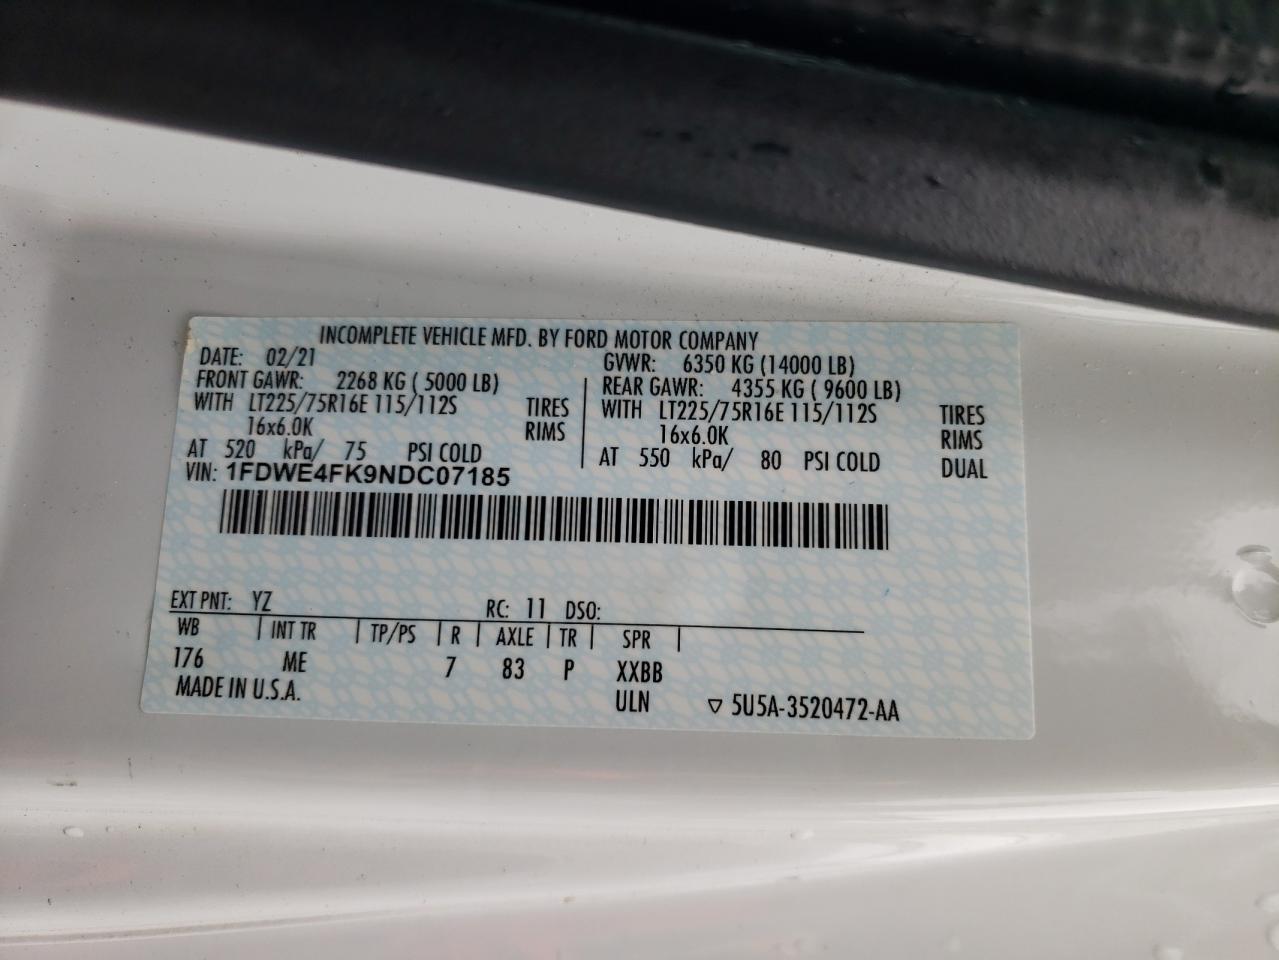 INCOMPLETE VEHICLE MFD. BY FORD MOTOR COMPANY
DATE: 02/21 GVWR: 6350 KG (14000 LB)
FRONT GAWR: 2268 KG ( 5000 LB) REAR GAWR: 4355 KG ( 9600 LB)
WITH LT225/75R16E 115/112S TIRES WITH LT225/75R16E 115/112S TIRES
16x6.0K RIMS 16x6.0K RIMS
AT 520 kPa/ 75 PSI COLD AT 550 kPa/ 80 PSI COLD DUAL
VIN: 1FDWE4FK9NDC07185
EXT PNT: YZ RC: 11 DSO:
WB INT TR TP/PS R AXLE TR SPR
176 ME 7 83 P XXBB
MADE IN U.S.A. ULN ▽ 5U5A-3520472-AA